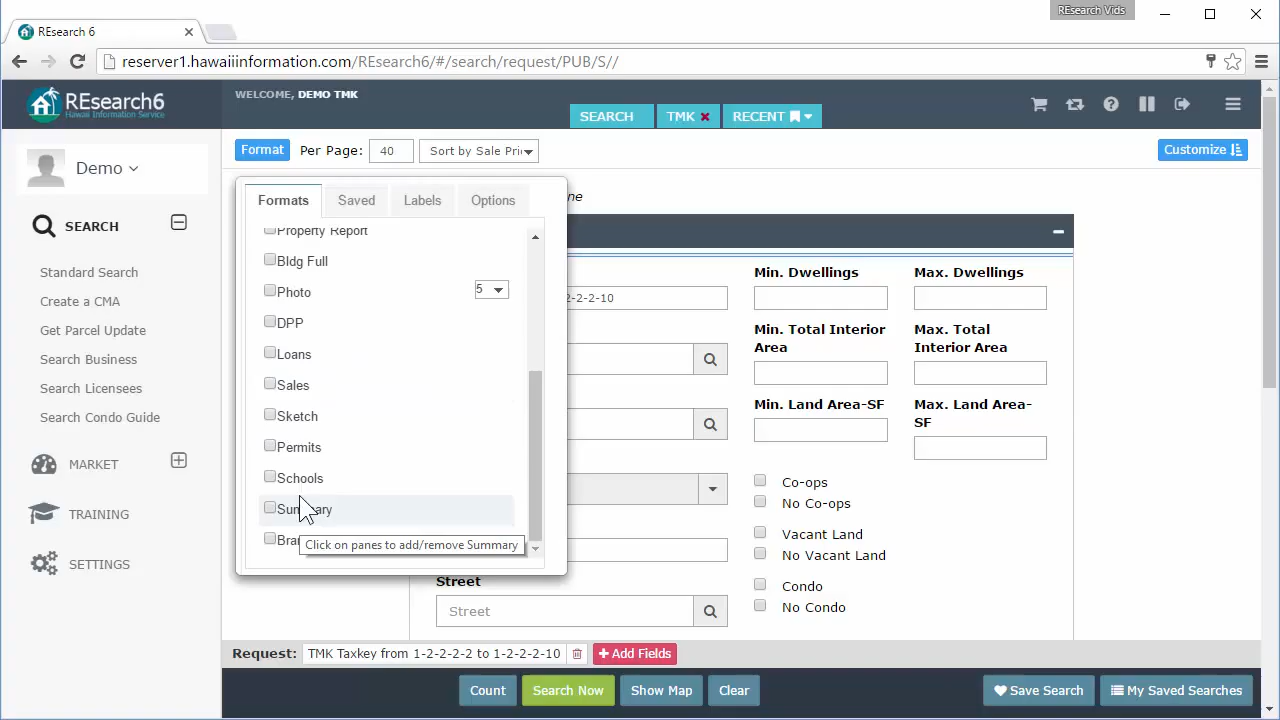 REsearch Vids
REsearch 6
reserver1.hawaiiinformation.com/REsearch6/#/search/request/PUB/S//
REsearch6
Hawaii Information Service
WELCOME, DEMO TMK
SEARCH
TMK
RECENT
Demo
Format
Per Page:
40
Sort by Sale Pri
Customize
Formats
Saved
Labels
Options
ne
SEARCH
Standard Search
Create a CMA
Get Parcel Update
Search Business
Search Licensees
Search Condo Guide
MARKET
TRAINING
SETTINGS
Property Report
Bldg Full
Photo
5
DPP
Loans
Sales
Sketch
Permits
Schools
Summary
Bra
Click on panes to add/remove Summary
2-2-2-10
Street
Street
Min. Dwellings
Max. Dwellings
Min. Total Interior
Area
Max. Total
Interior Area
Min. Land Area-SF
Max. Land Area-
SF
Co-ops
No Co-ops
Vacant Land
No Vacant Land
Condo
No Condo
Request:
TMK Taxkey from 1-2-2-2-2 to 1-2-2-2-10
Add Fields
Count
Search Now
Show Map
Clear
Save Search
My Saved Searches